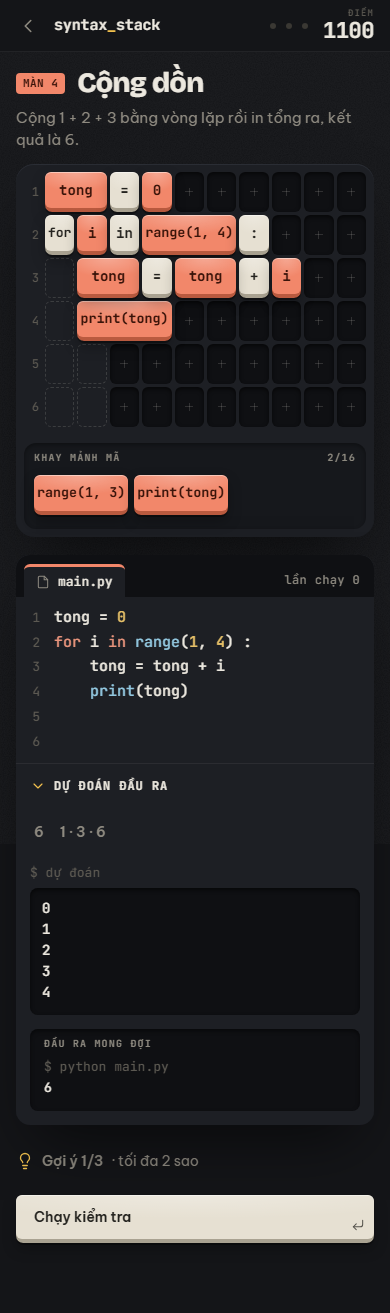 syntax_stack
ĐIỂM
1100
MÀN 4 Cộng dồn
Cộng 1 + 2 + 3 bằng vòng lặp rồi in tổng ra, kết
quả là 6.
1 tong = 0 + + + + + +
2 for i in range(1, 4) : + + +
3 tong = tong + i + +
4 print(tong) + + + + + +
5 + + + + + + + +
6 + + + + + + + +
KHAY MẢNH MÃ 2/16
range(1, 3) print(tong)
main.py lần chạy 0
1 tong = 0
2 for i in range(1, 4) :
3 tong = tong + i
4 print(tong)
5
6
DỰ ĐOÁN ĐẦU RA
6 1·3·6
$ dự đoán
0
1
2
3
4
ĐẦU RA MONG ĐỢI
$ python main.py
6
Gợi ý 1/3 · tối đa 2 sao
Chạy kiểm tra